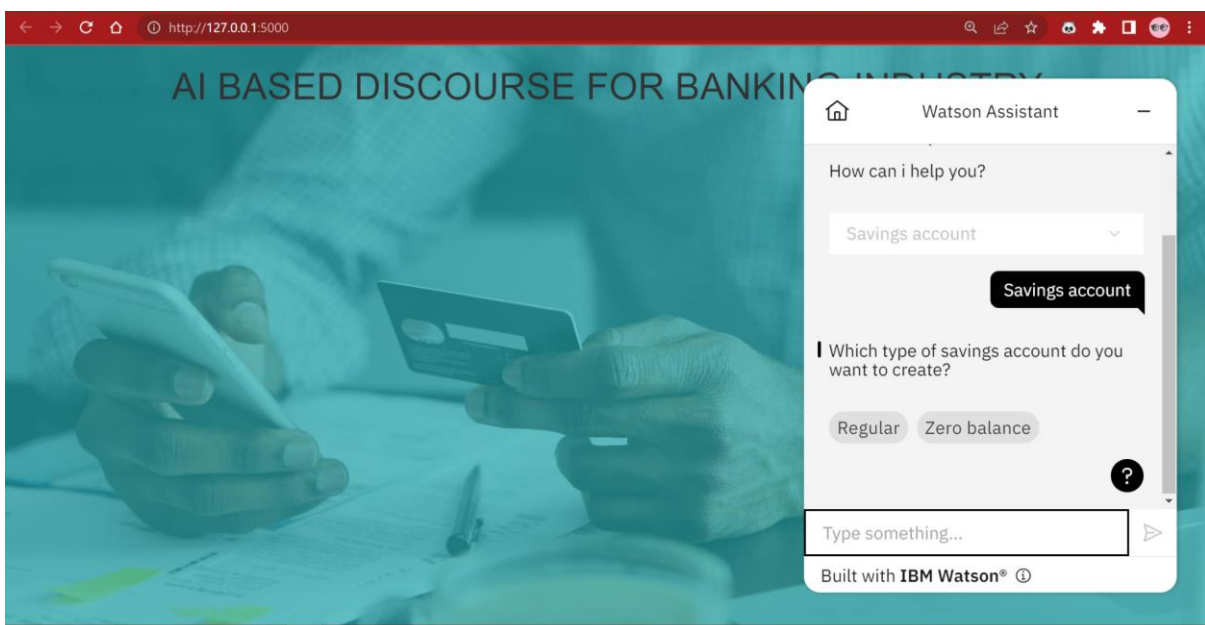 http://127.0.0.1:5000
AI BASED DISCOURSE FOR BANKING INDUSTRY
Watson Assistant
How can i help you?
Savings account
Savings account
Which type of savings account do you
want to create?
Regular Zero balance
?
Type something...
Built with IBM Watson®